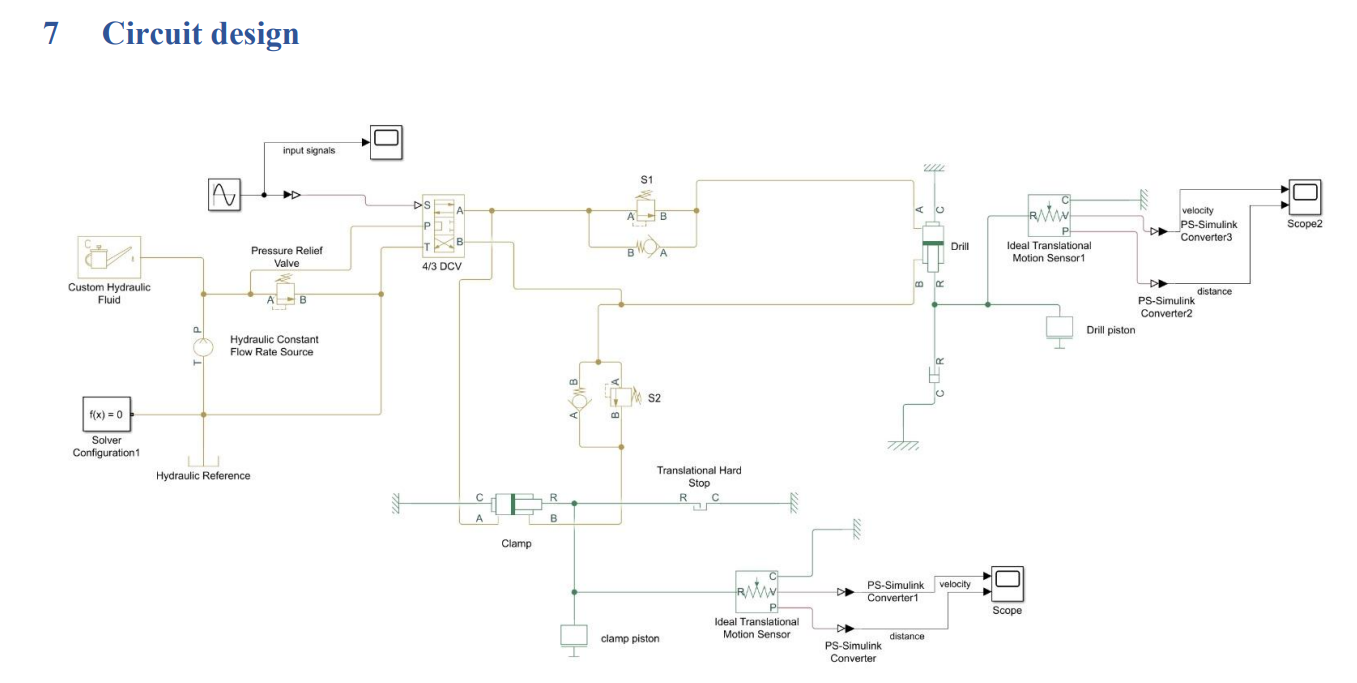 7 Circuit design
input signals
S
P
T
A
B
4/3 DCV
C
Custom Hydraulic
Fluid
Pressure Relief
Valve
A
B
P
T
Hydraulic Constant
Flow Rate Source
f(x) = 0
Solver
Configuration1
Hydraulic Reference
S1
A
B
B
A
A
C
Drill
B
R
R
C
C
R
V
P
Ideal Translational
Motion Sensor1
velocity
PS-Simulink
Converter3
Scope2
distance
PS-Simulink
Converter2
Drill piston
B
A
A
B
S2
Translational Hard
Stop
R
C
C
R
A
B
Clamp
clamp piston
C
R
V
P
Ideal Translational
Motion Sensor
PS-Simulink
Converter1
velocity
Scope
distance
PS-Simulink
Converter